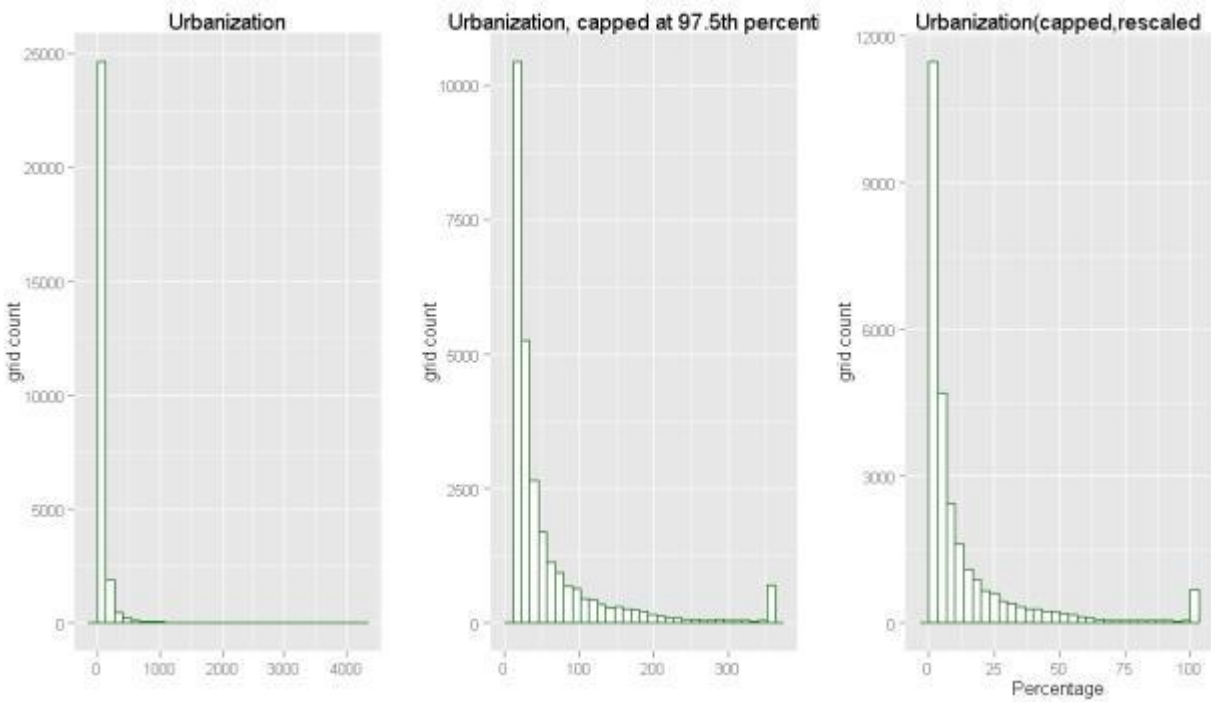 Urbanization
grid count
25000
20000
15000
10000
5000
0
0 1000 2000 3000 4000
Urbanization, capped at 97.5th percenti
grid count
10000
7500
5000
2500
0
0 100 200 300
Urbanization(capped,rescaled
grid count
12000
9000
6000
3000
0
0 25 50 75 100
Percentage